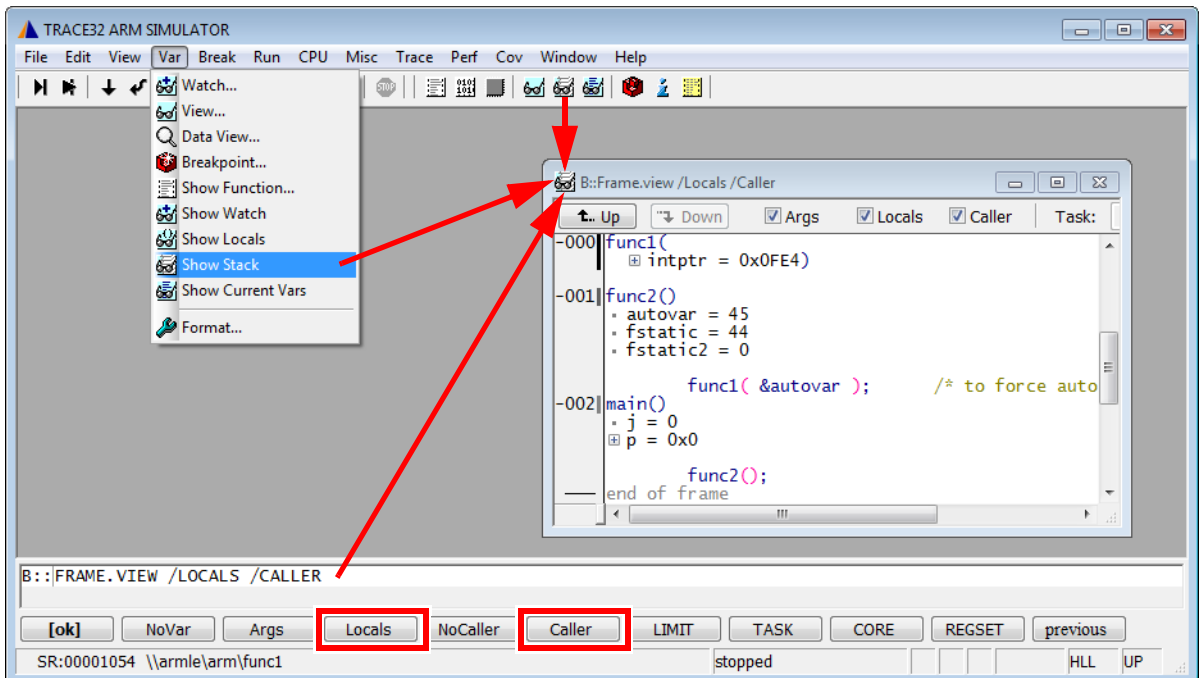 TRACE32 ARM SIMULATOR
File Edit View Var Break Run CPU Misc Trace Perf Cov Window Help
STOP
Watch...
View...
Data View...
Breakpoint...
Show Function...
Show Watch
Show Locals
Show Stack
Show Current Vars
Format...
B::Frame.view /Locals /Caller
Up Down Args Locals Caller Task:
-000 func1(
intptr = 0x0FE4)
-001 func2()
autovar = 45
fstatic = 44
fstatic2 = 0
func1( &autovar ); /* to force auto
-002 main()
j = 0
p = 0x0
func2();
end of frame
B::FRAME.VIEW /LOCALS /CALLER
[ok] NoVar Args Locals NoCaller Caller LIMIT TASK CORE REGSET previous
SR:00001054 \\armle\arm\func1 stopped HLL UP